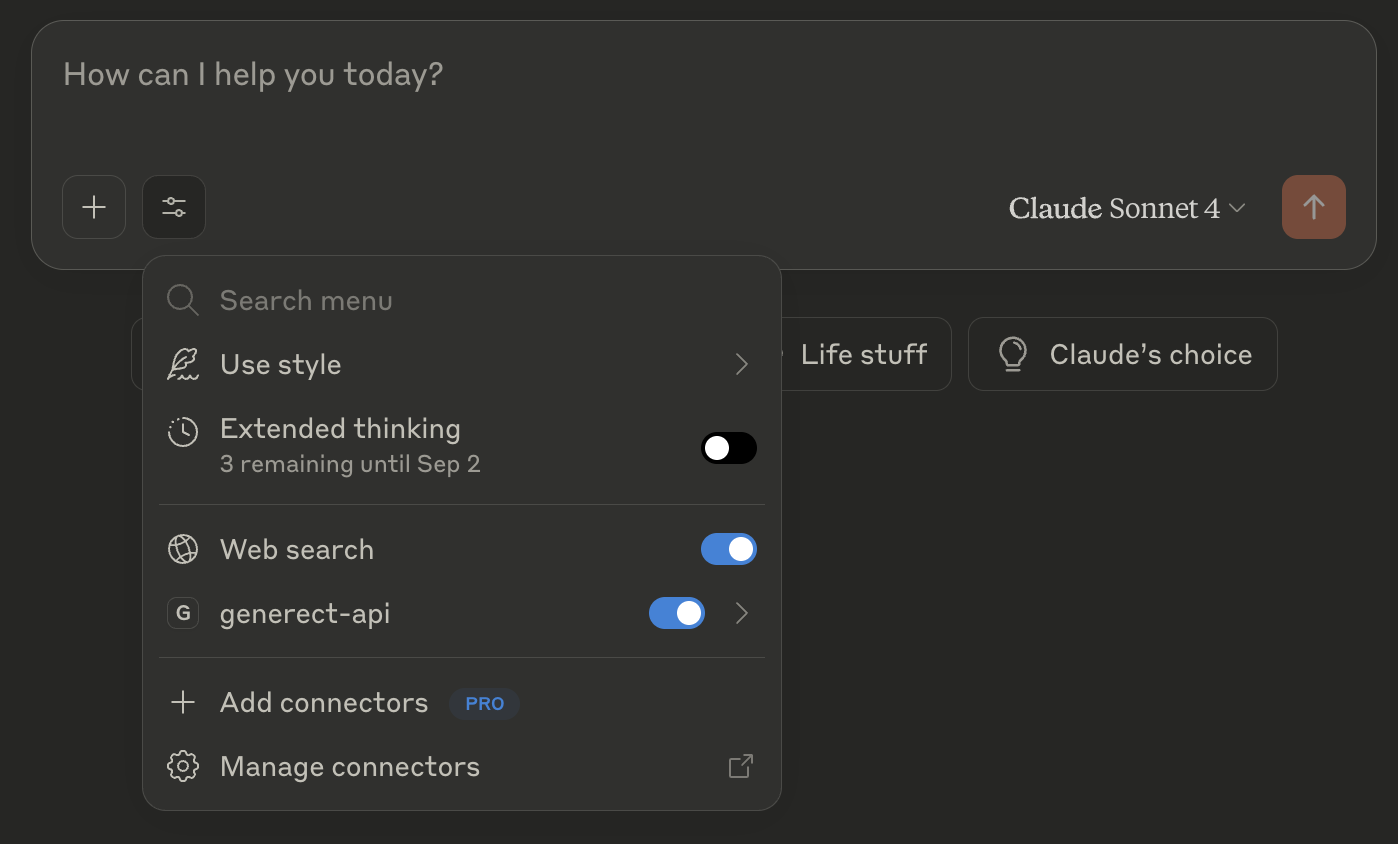 How can I help you today?
Claude Sonnet 4
Search menu
Use style
Life stuff
Claude’s choice
Extended thinking
3 remaining until Sep 2
Web search
G
generect-api
Add connectors PRO
Manage connectors